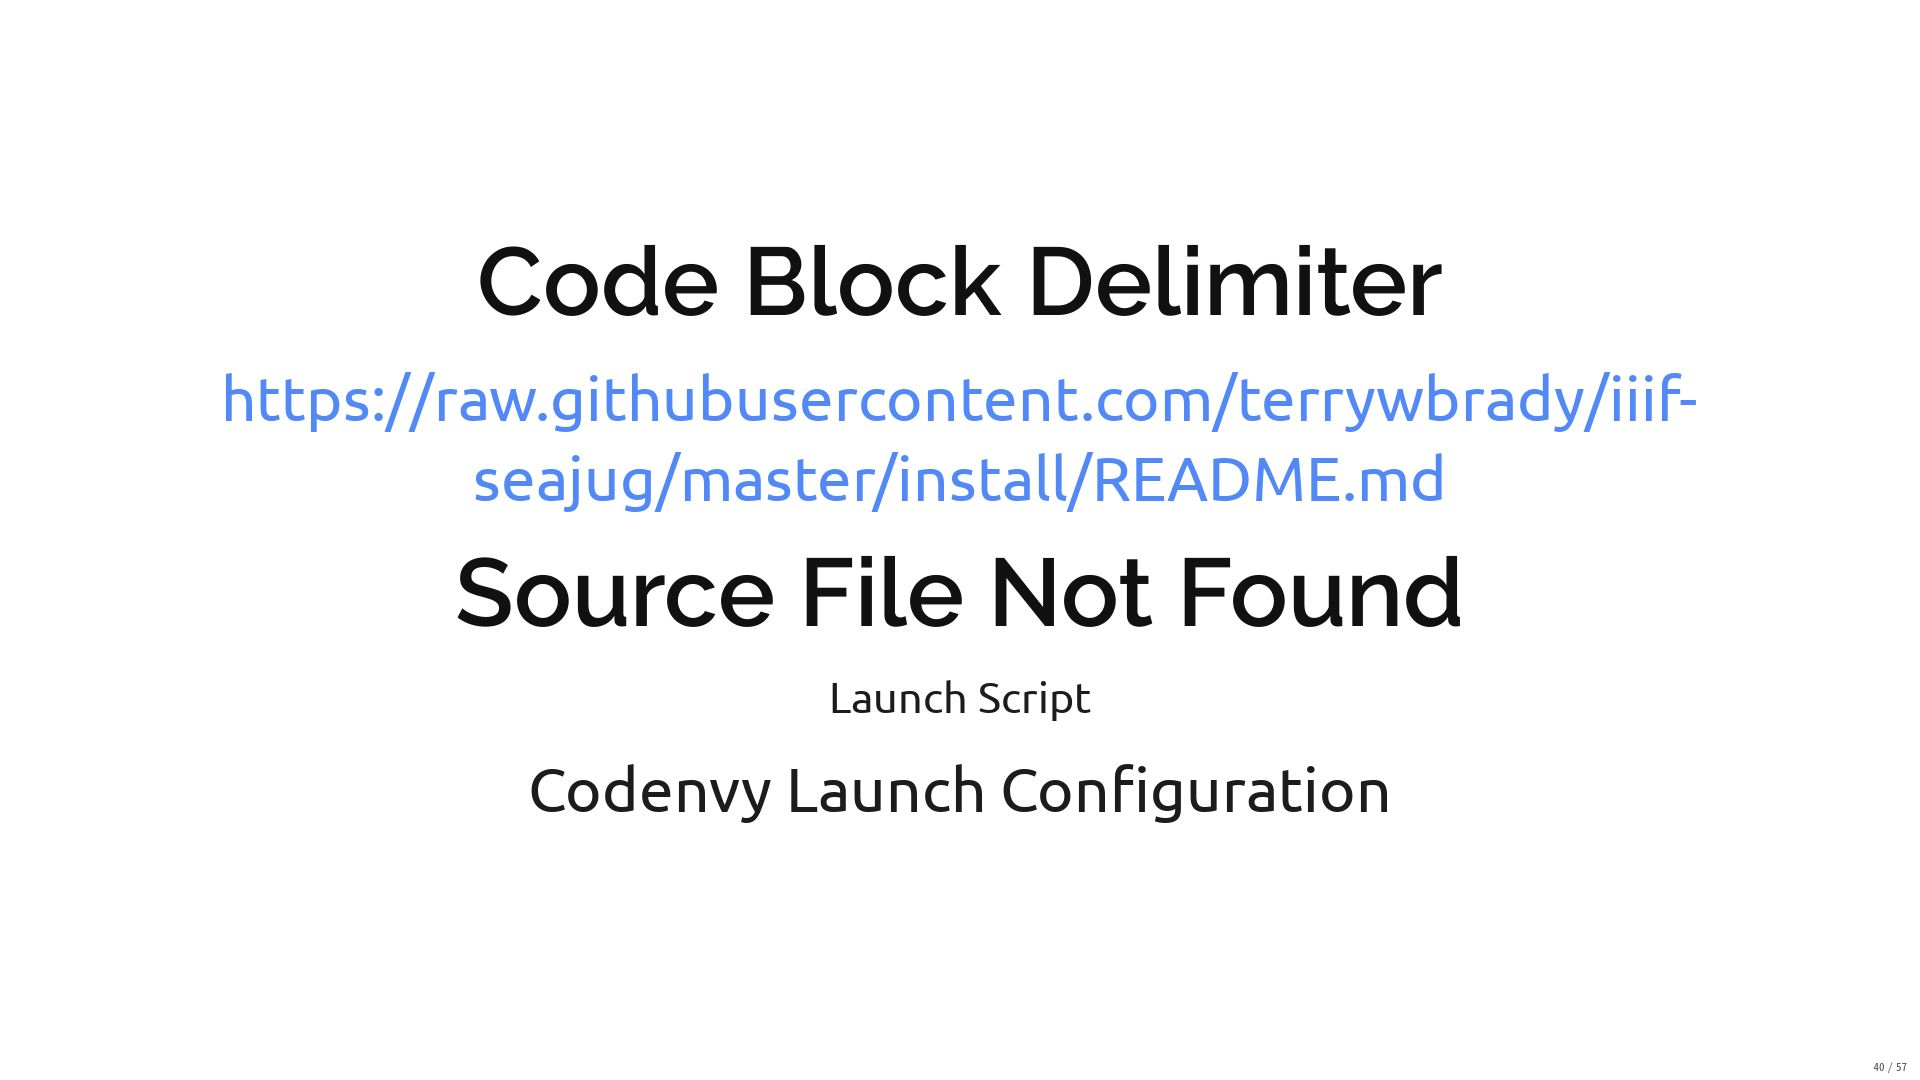 Code Block Delimiter
https://raw.githubusercontent.com/terrywbrady/iiif-
seajug/master/install/README.md
Source File Not Found
Launch Script
Codenvy Launch Configuration
40 / 57